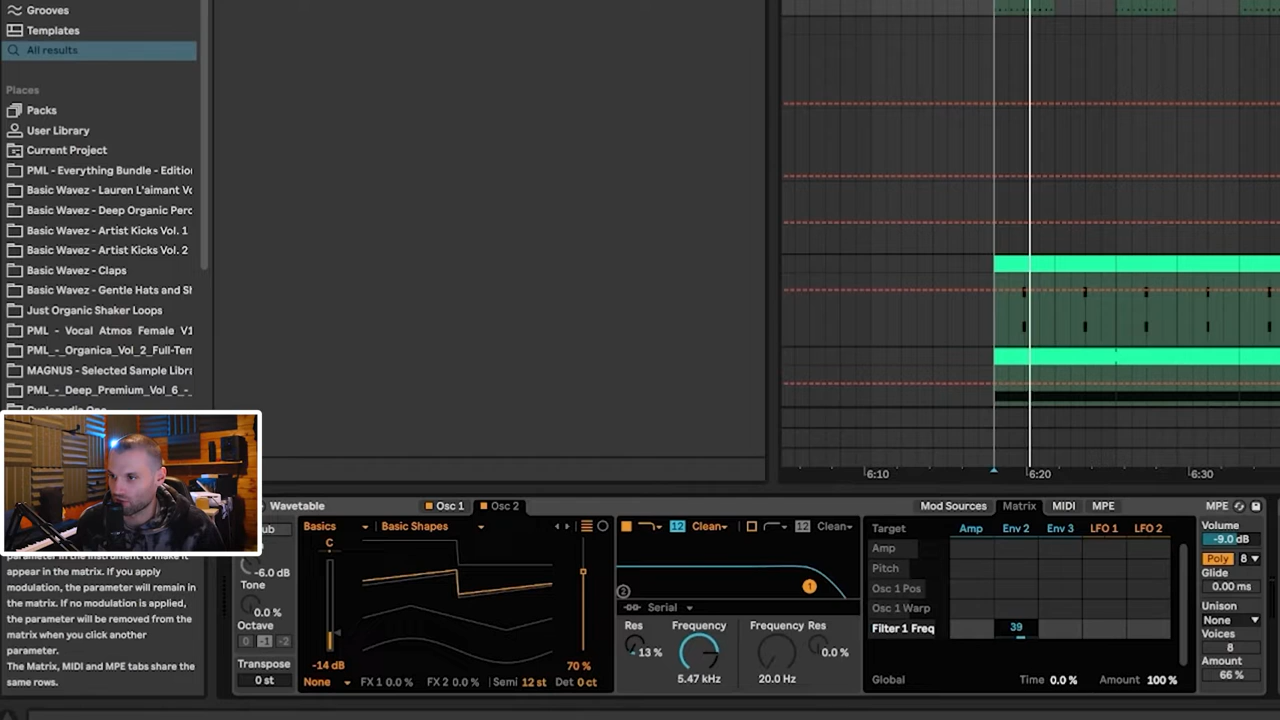 Grooves
Templates
All results
Places
Packs
User Library
Current Project
PML - Everything Bundle - Edition
Basic Wavez - Lauren L'aimant Vo
Basic Wavez - Deep Organic Perc
Basic Wavez - Artist Kicks Vol. 1
Basic Wavez - Artist Kicks Vol. 2
Basic Wavez - Claps
Basic Wavez - Gentle Hats and Sh
Just Organic Shaker Loops
PML - Vocal Atmos Female V1
PML_-_Organica_Vol_2_Full-Tem
MAGNUS - Selected Sample Libra
PML_-_Deep_Premium_Vol_6_-_
6:10
6:20
6:30
parameter in the instrument to make it
appear in the matrix. If you apply
modulation, the parameter will remain in
the matrix. If no modulation is applied,
the parameter will be removed from the
matrix when you click another
parameter.
The Matrix, MIDI and MPE tabs share the
same rows.
Wavetable
Osc 1
Osc 2
-6.0 dB
Tone
0.0 %
Octave
0 -1 -2
Transpose
0 st
Basics
Basic Shapes
C
-14 dB
70 %
None
FX 1 0.0 %
FX 2 0.0 %
Semi 12 st
Det 0 ct
12 Clean
12 Clean
1
2
Serial
Res
13 %
Frequency
5.47 kHz
Frequency
20.0 Hz
Res
0.0 %
Mod Sources
Matrix
MIDI
MPE
Target
Amp
Env 2
Env 3
LFO 1
LFO 2
Amp
Pitch
Osc 1 Pos
Osc 1 Warp
Filter 1 Freq
39
Global
Time 0.0 %
Amount 100 %
MPE
Volume
-9.0 dB
Poly 8
Glide
0.00 ms
Unison
None
Voices
8
Amount
66 %